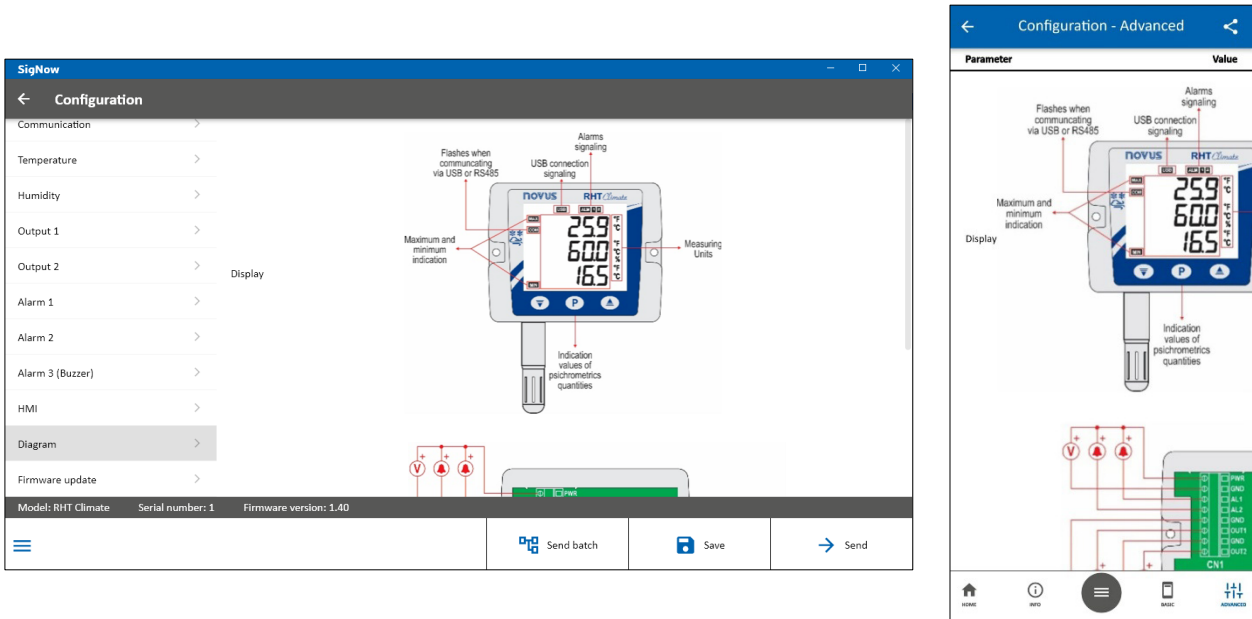 SigNow
Configuration
Communication
Temperature
Humidity
Output 1
Output 2
Alarm 1
Alarm 2
Alarm 3 (Buzzer)
HMI
Diagram
Firmware update
Display
Flashes when
communcating
via USB or RS485
USB connection
signaling
Alarms
signaling
Maximum and
minimum
indication
Measuring
Units
Indication
values of
psichrometrics
quantities
novus RHT Climate
25.9 °F °C
60.0 °F °C %
16.5 °F °C
P
V
PWR
Model: RHT Climate Serial number: 1 Firmware version: 1.40
Send batch
Save
Send
Configuration - Advanced
Parameter Value
Flashes when
communcating
via USB or RS485
USB connection
signaling
Alarms
signaling
Maximum and
minimum
indication
Display
novus RHT Climate
25.9 °F °C
60.0 °F °C %
16.5 °F °C
P
Indication
values of
psichrometrics
quantities
V
PWR
GND
AL1
AL2
GND
OUT1
GND
OUT2
CN1
HOME
INFO
BASIC
ADVANCED